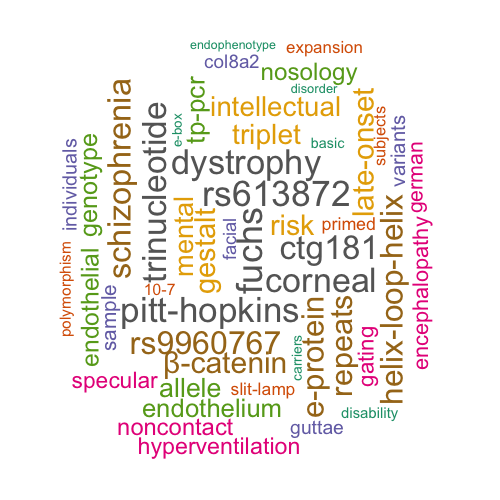 endophenotype
expansion
col8a2
nosology
disorder
tp-pcr
e-box
intellectual
triplet
basic
late-onset
subjects
variants
german
individuals
genotype
schizophrenia
trinucleotide
dystrophy
rs613872
mental
gestalt
facial
fuchs
risk
primed
ctg181
corneal
helix-loop-helix
encephalopathy
polymorphism
endothelial
sample
10-7
pitt-hopkins
rs9960767
β-catenin
carriers
e-protein
repeats
gating
specular
allele
slit-lamp
endothelium
disability
noncontact
guttae
hyperventilation